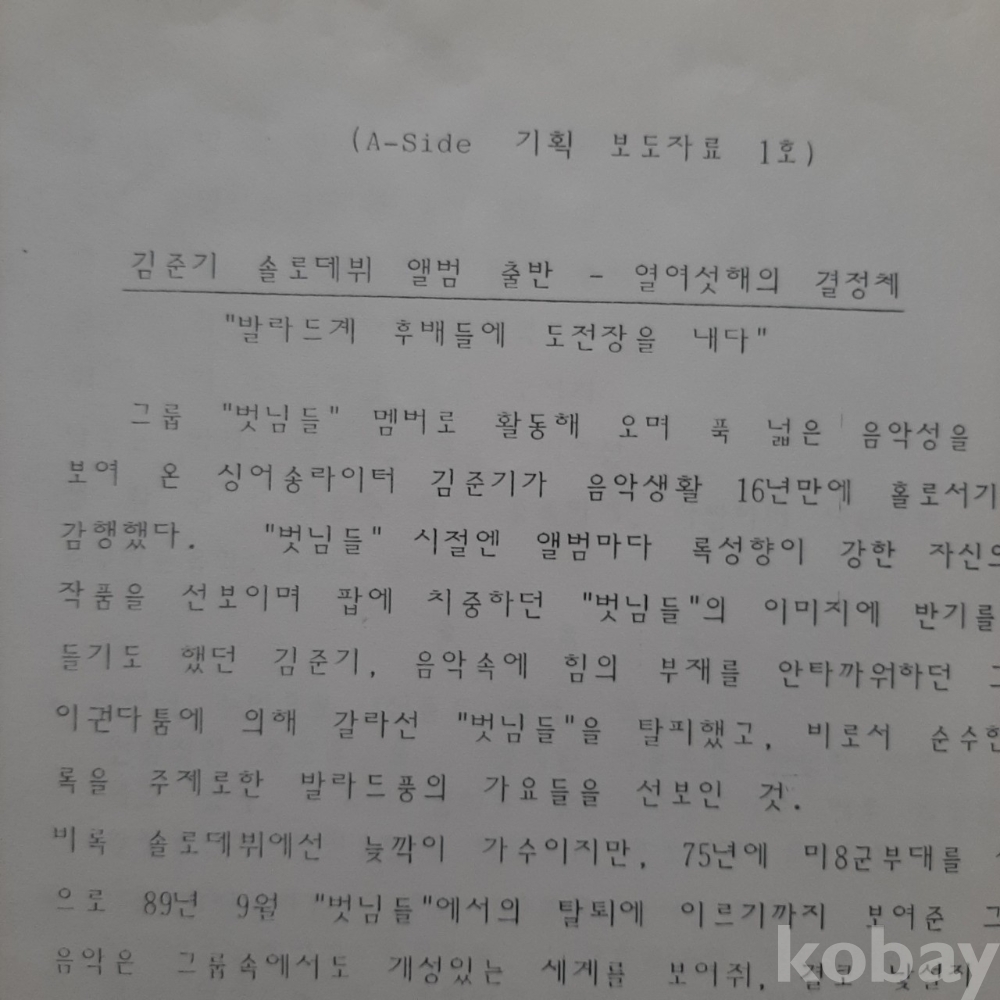 (A-Side 기획 보도자료 1호)
김준기 솔로데뷔 앨범 출반 - 열여섯해의 결정체
"발라드계 후배들에 도전장을 내다"
그룹 "벗님들" 멤버로 활동해 오며 폭 넓은 음악성을
보여 온 싱어송라이터 김준기가 음악생활 16년만에 홀로서기
감행했다. "벗님들" 시절엔 앨범마다 록성향이 강한
작품을 선보이며 팝에 치중하던 "벗님들"의 이미지에 반기를
들기도 했던 김준기, 음악속에 힘의 부재를 안타까워하던
이권다툼에 의해 갈라선 "벗님들"을 탈피했고, 비로서
록을 주제로한 발라드풍의 가요들을 선보인 것.
비록 솔로데뷔에선 늦깍이 가수이지만, 75년에 미8군부대를
으로 89년 9월 "벗님들"에서의 탈퇴에 이르기까지 보여준
음악은 그룹속에서도 개성있는 세계를 보여줘,
kobay